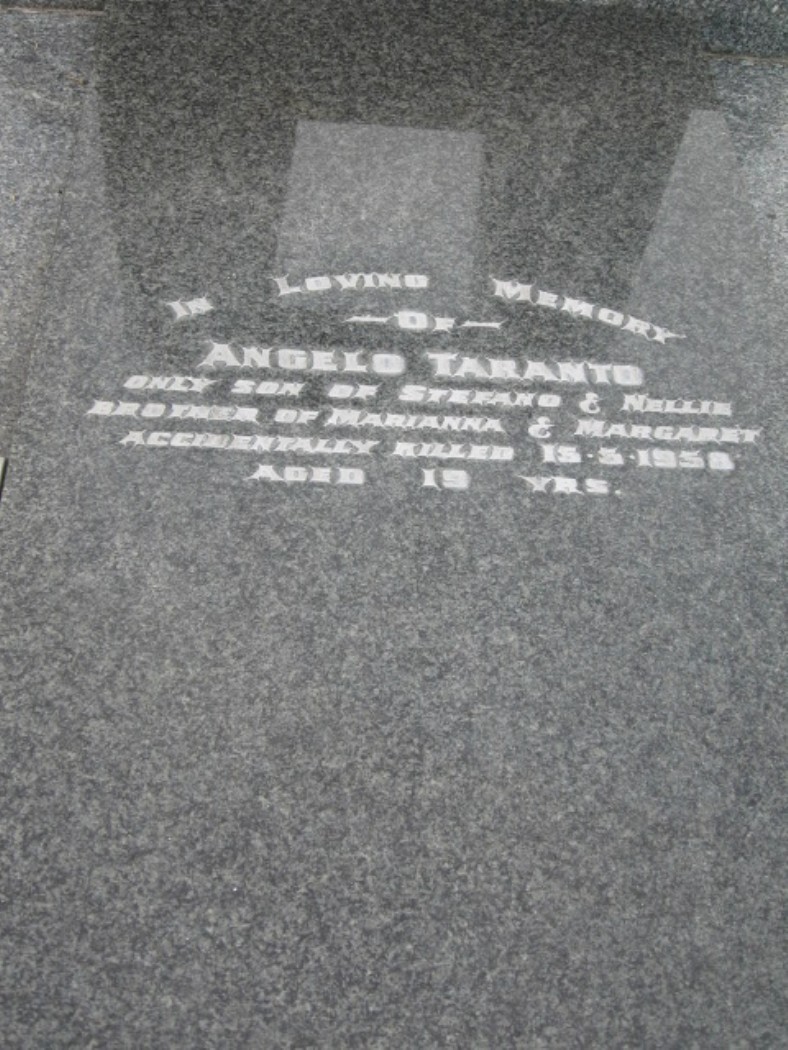 IN LOVING MEMORY
— OF —
ANGELO TARANTO
ONLY SON OF STEFANO & NELLIE
BROTHER OF MARIANNA & MARGARET
ACCIDENTALLY KILLED 15·5·1958
AGED 19 YRS.